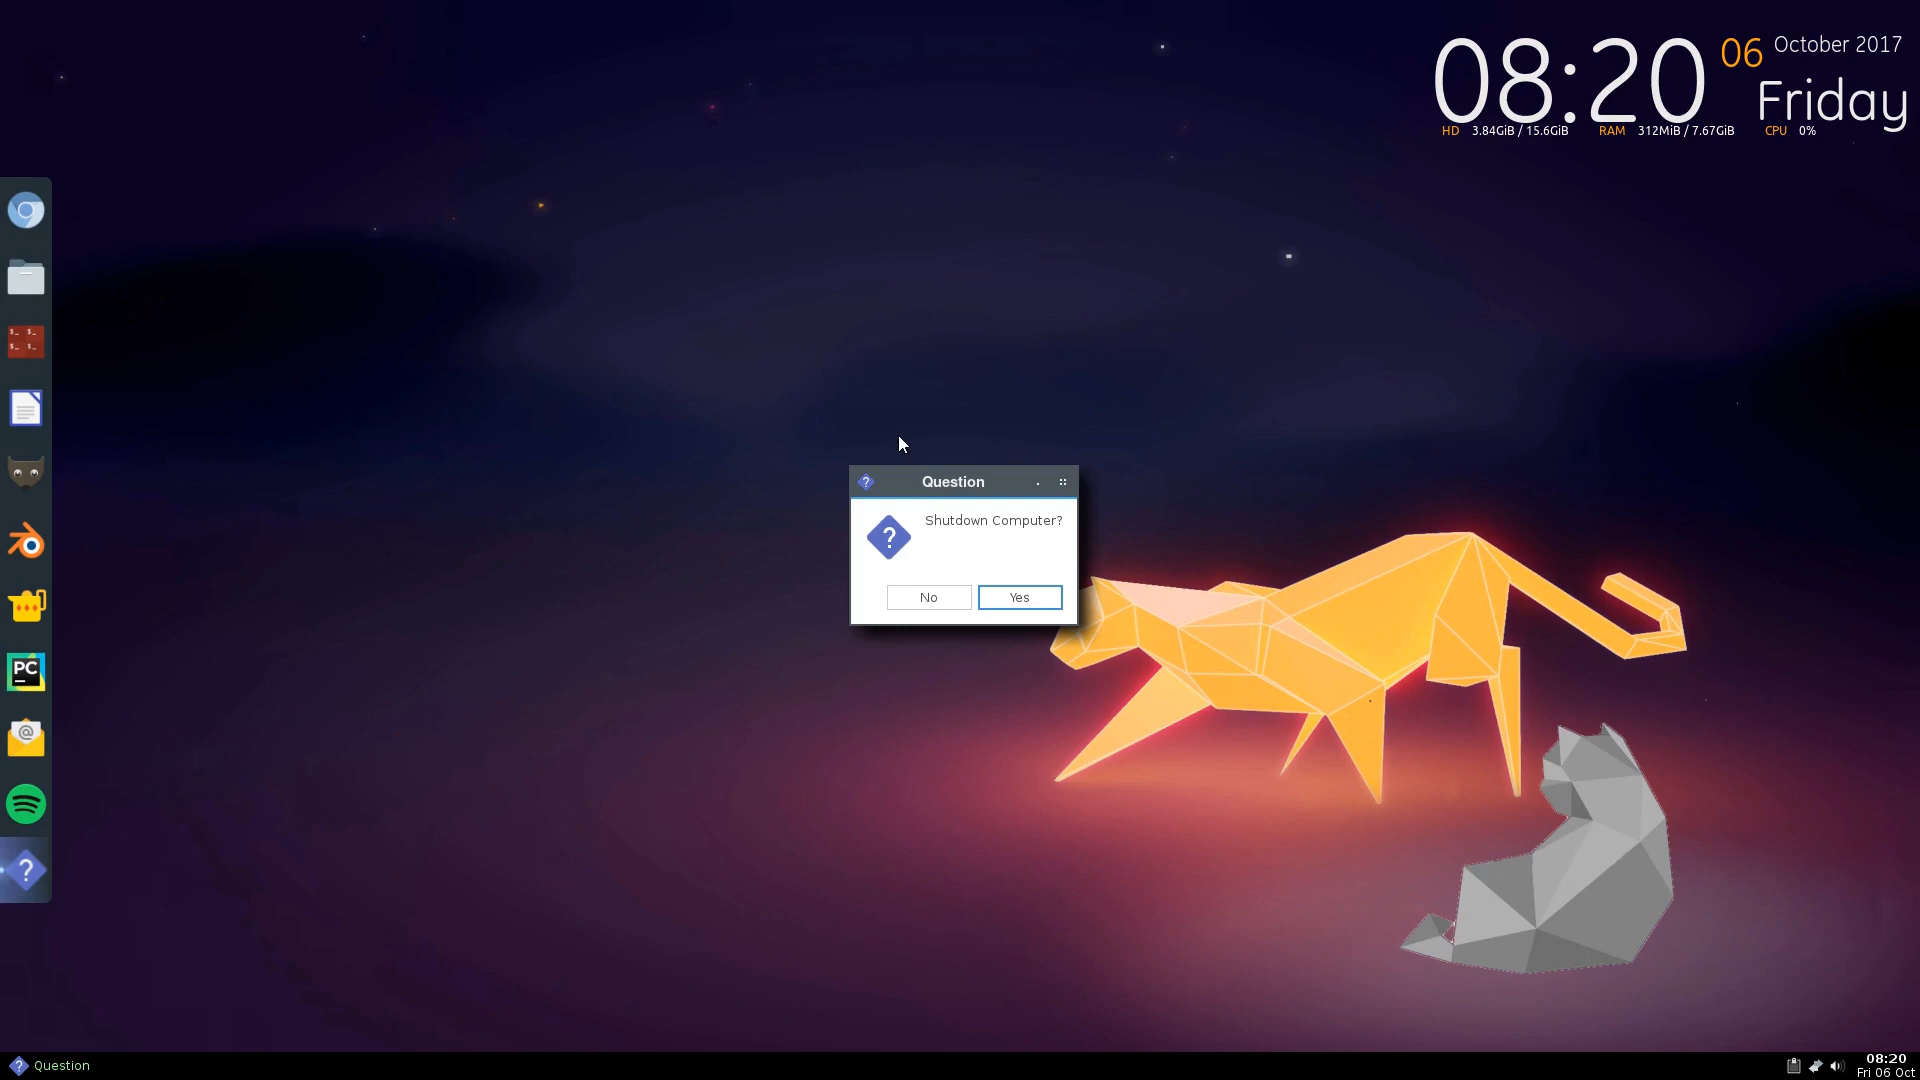 08:20 06 October 2017
Friday
HD 3.84GiB / 15.6GiB RAM 312MiB / 7.67GiB CPU 0%
$_ $_
$_ $_
PC
@
? Question
? Shutdown Computer?
No Yes
?
? Question
08:20
Fri 06 Oct